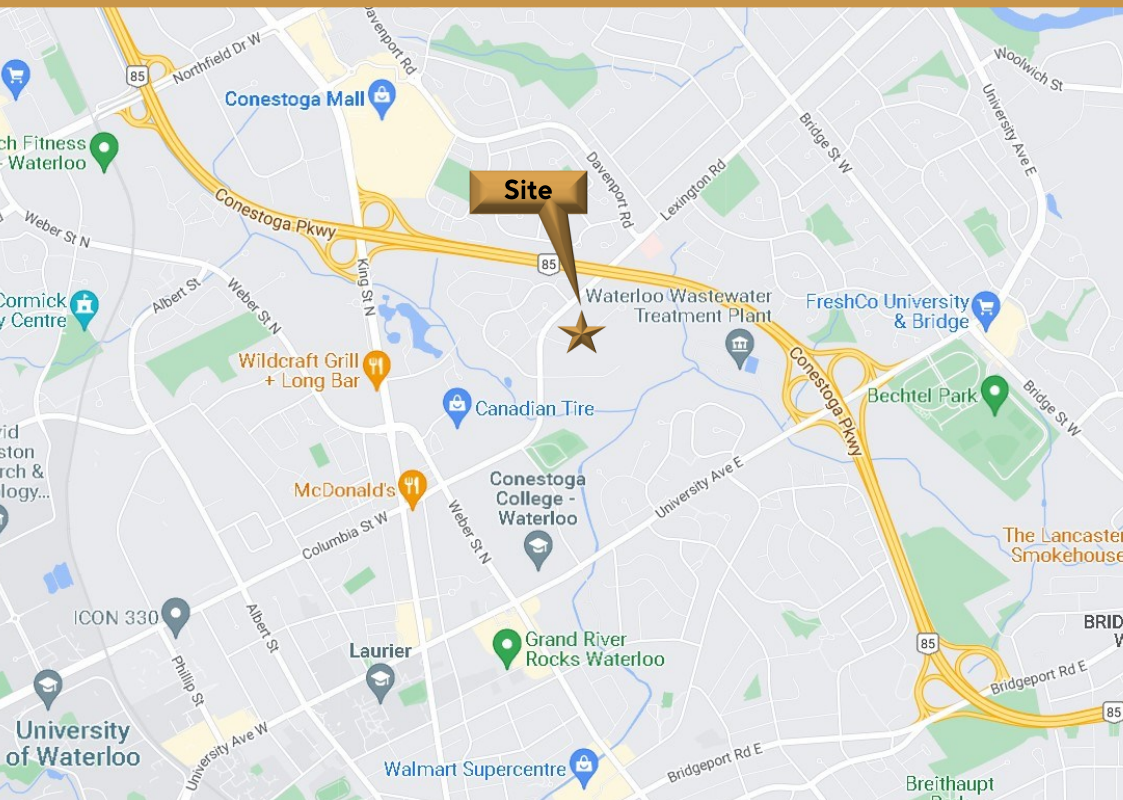 Woolwich St
Davenport Rd
Northfield Dr W
85
Conestoga Mall
University Ave E
Bridge St W
ch Fitness
- Waterloo
Davenport Rd
Lexington Rd
Site
Conestoga Pkwy
Weber St N
85
King St N
Albert St
Weber St N
Cormick
y Centre
Waterloo Wastewater
Treatment Plant
FreshCo University
& Bridge
Wildcraft Grill
+ Long Bar
Conestoga Pkwy
Bechtel Park
Bridge St W
Canadian Tire
vid
ston
rch &
logy...
Conestoga
College -
Waterloo
McDonald's
University Ave E
Weber St N
Columbia St W
The Lancaster
Smokehouse
ICON 330
Albert St
BRID
W
Laurier
Grand River
Rocks Waterloo
85
Phillip St
Bridgeport Rd E
85
University
of Waterloo
University Ave W
Walmart Supercentre
Bridgeport Rd E
Breithaupt